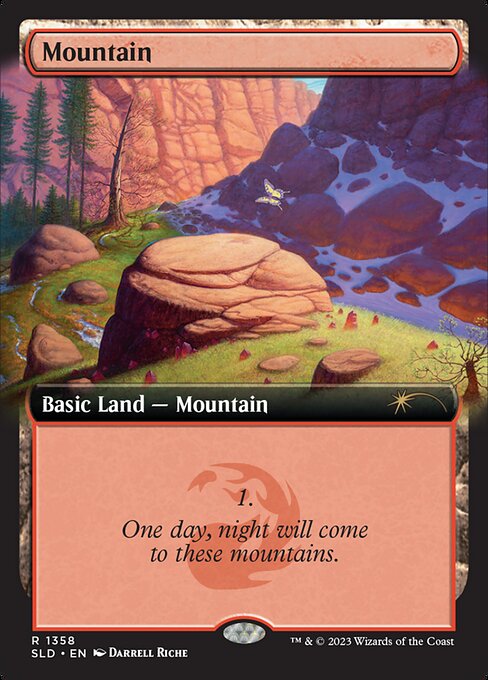 Mountain
Basic Land — Mountain
1.
One day, night will come
to these mountains.
R 1358
SLD • EN DARRELL RICHE
™ & © 2023 Wizards of the Coast